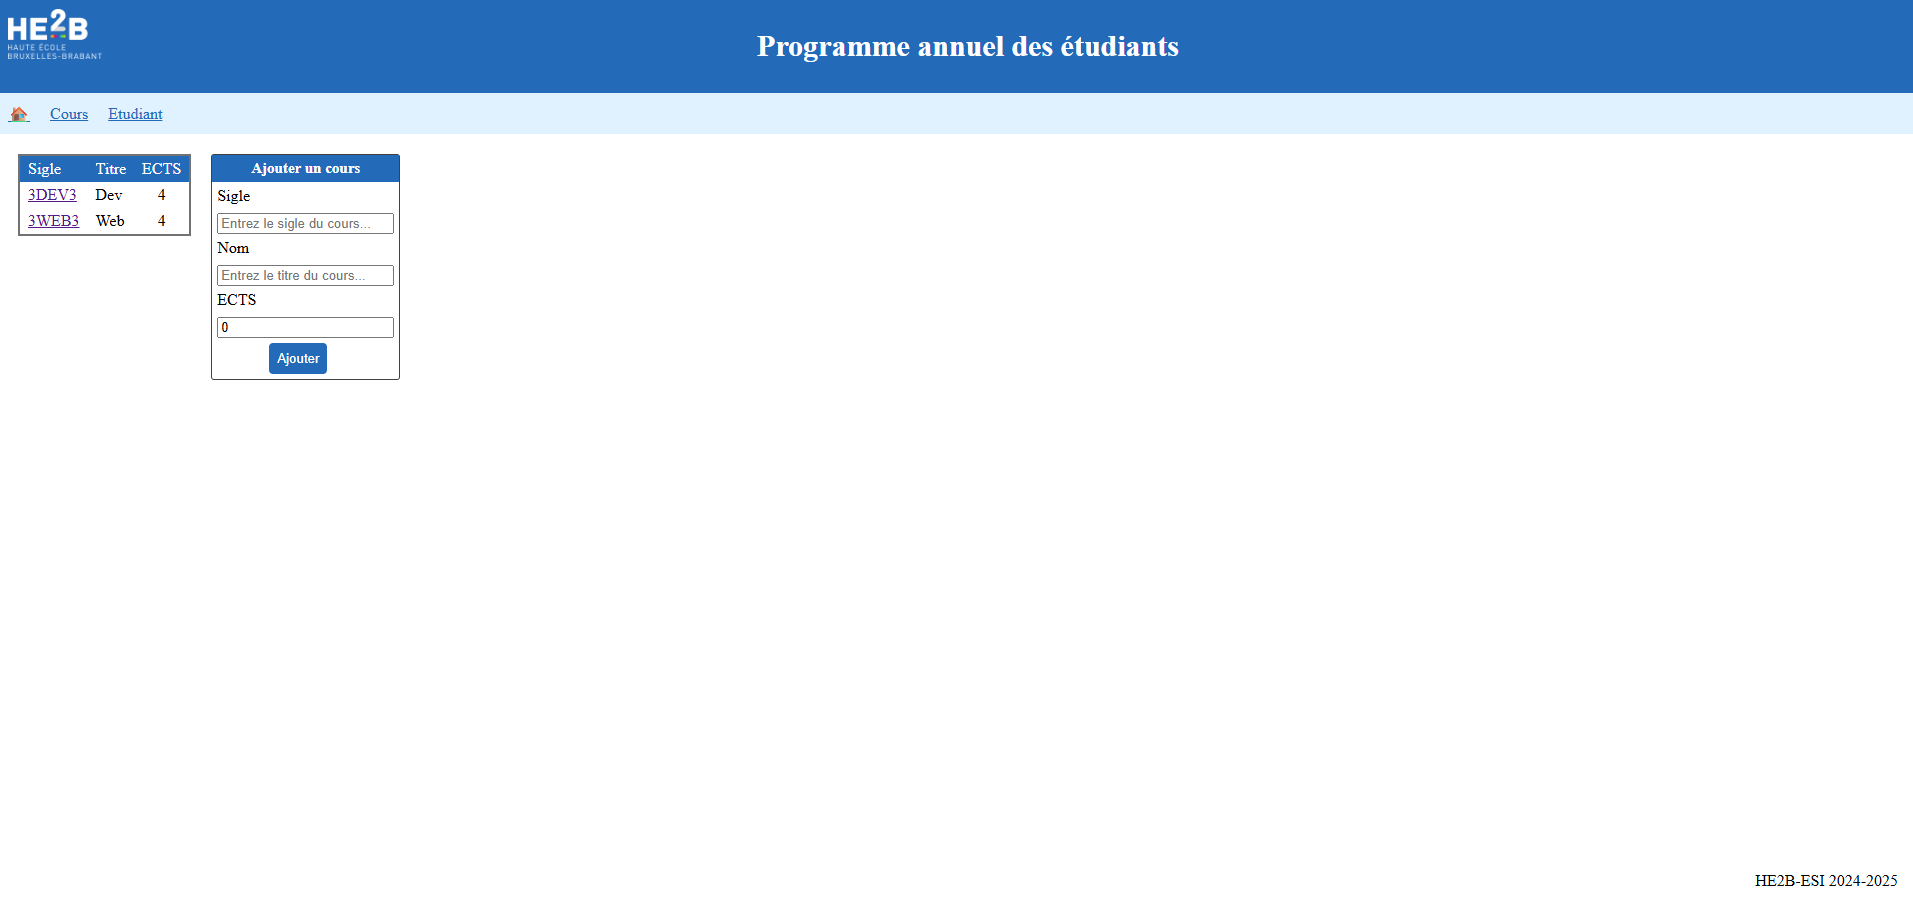 HE2B
HAUTE ÉCOLE
BRUXELLES-BRABANT
Programme annuel des étudiants
Cours Etudiant
Sigle Titre ECTS
3DEV3 Dev 4
3WEB3 Web 4
Ajouter un cours
Sigle
Entrez le sigle du cours...
Nom
Entrez le titre du cours...
ECTS
0
Ajouter
HE2B-ESI 2024-2025